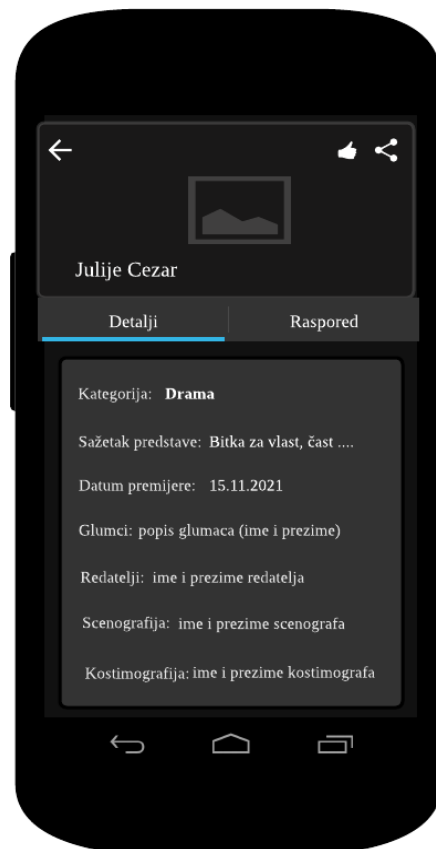 Julije Cezar
Detalji
Raspored
Kategorija: Drama
Sažetak predstave: Bitka za vlast, čast ....
Datum premijere: 15.11.2021
Glumci: popis glumaca (ime i prezime)
Redatelji: ime i prezime redatelja
Scenografija: ime i prezime scenografa
Kostimografija: ime i prezime kostimografa